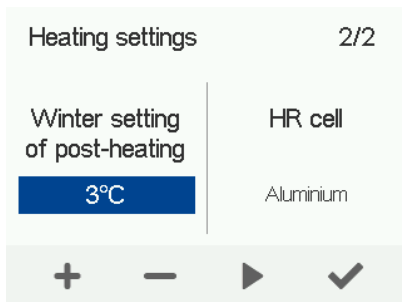 Heating settings 2/2
Winter setting
of post-heating
3°C
HR cell
Aluminium